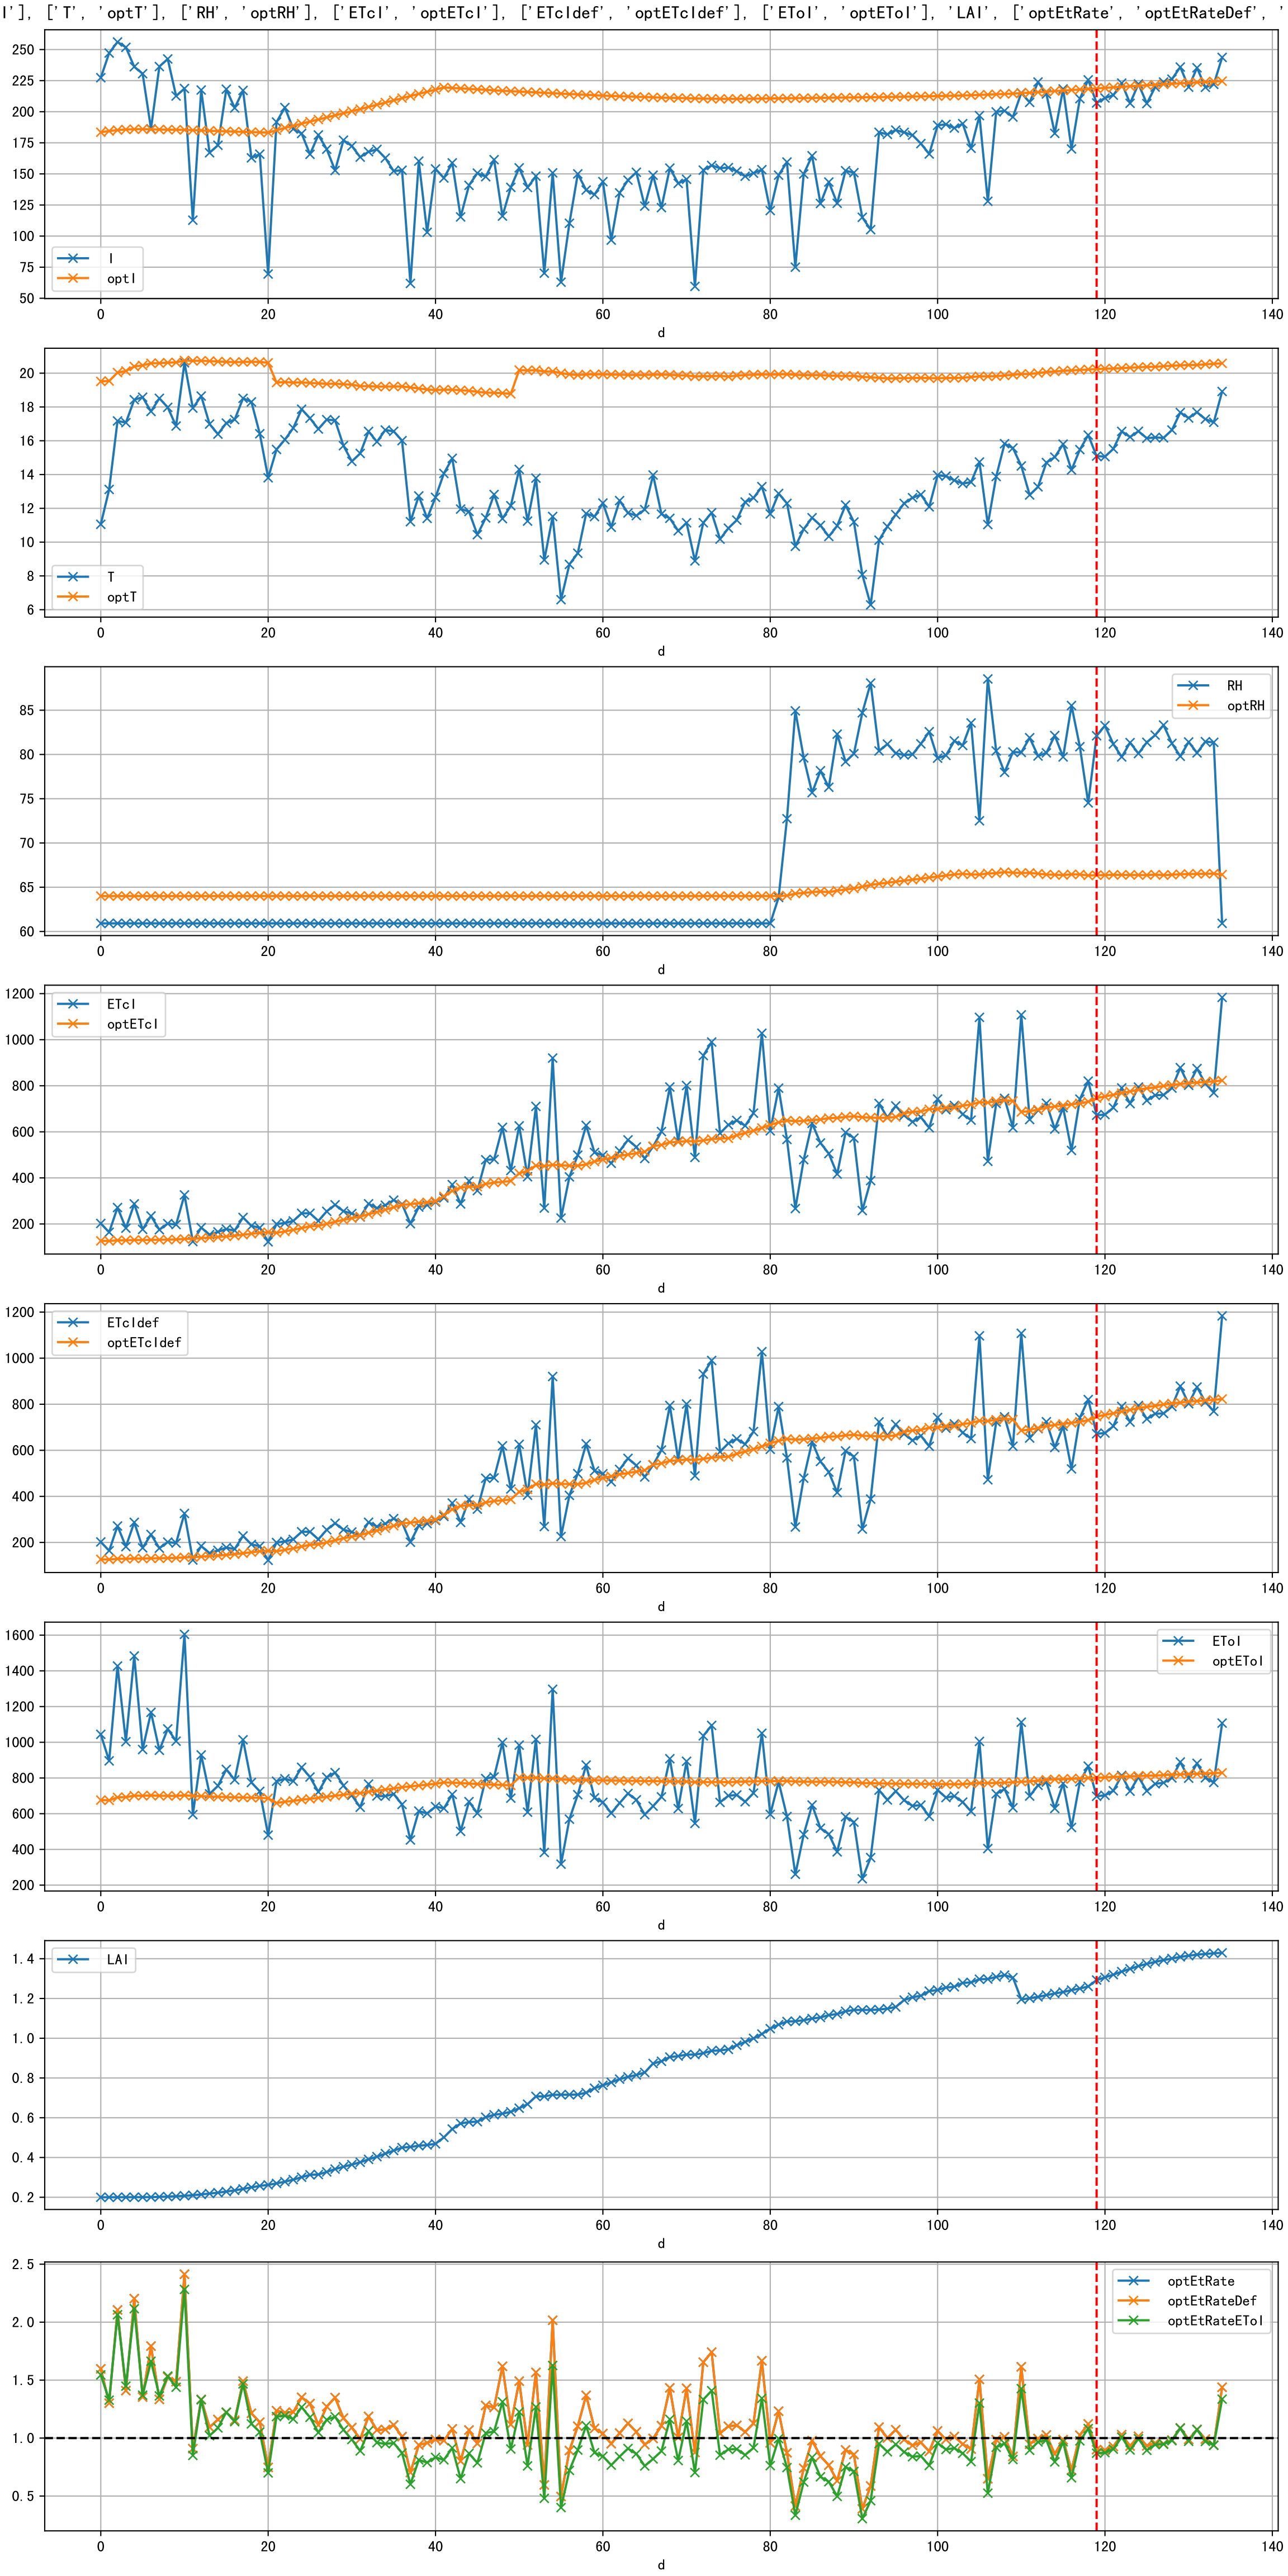 I'], ['T', 'optT'], ['RH', 'optRH'], ['ETcI', 'optETcI'], ['ETcIdef', 'optETcIdef'], ['EToI', 'optEToI'], 'LAI', ['optEtRate', 'optEtRateDef', '
250
225
200
175
150
125
100
75
50
I
optI
0 20 40 60 80 100 120 140
d
20
18
16
14
12
10
8
6
T
optT
0 20 40 60 80 100 120 140
d
85
80
75
70
65
60
RH
optRH
0 20 40 60 80 100 120 140
d
1200
1000
800
600
400
200
ETcI
optETcI
0 20 40 60 80 100 120 140
d
1200
1000
800
600
400
200
ETcIdef
optETcIdef
0 20 40 60 80 100 120 140
d
1600
1400
1200
1000
800
600
400
200
EToI
optEToI
0 20 40 60 80 100 120 140
d
1.4
1.2
1.0
0.8
0.6
0.4
0.2
LAI
0 20 40 60 80 100 120 140
d
2.5
2.0
1.5
1.0
0.5
optEtRate
optEtRateDef
optEtRateEToI
0 20 40 60 80 100 120 140
d